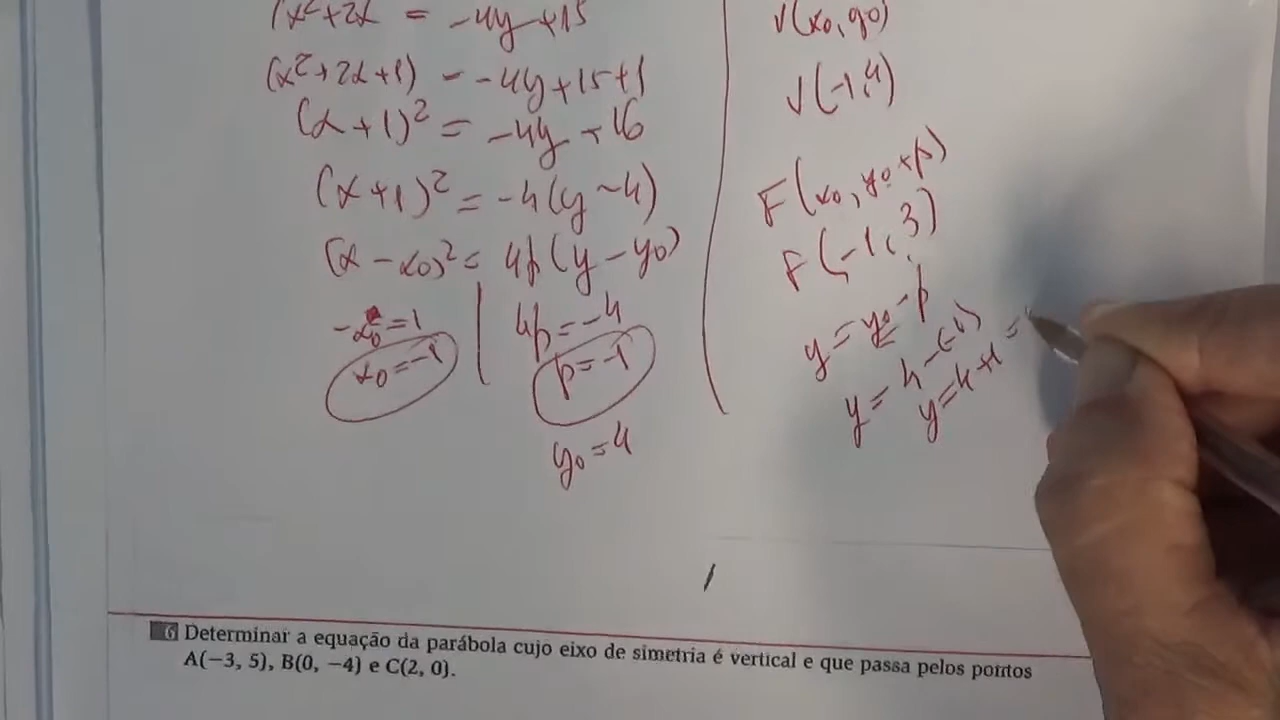 (x²+2x = -4y+15
(x²+2x+1) = -4y+15+1
(x+1)² = -4y+16
(x+1)² = -4(y-4)
(x-x0)² = 4p(y-y0)
-x0=1
x0=-1
4p=-4
p=-1
y0=4
V(x0,y0)
V(-1,4)
F(x0,y0+p)
F(-1,3)
y=y0-p
y=4-(-1)
y=4+1=
6 Determinar a equação da parábola cujo eixo de simetria é vertical e que passa pelos pontos
A(−3, 5), B(0, −4) e C(2, 0).